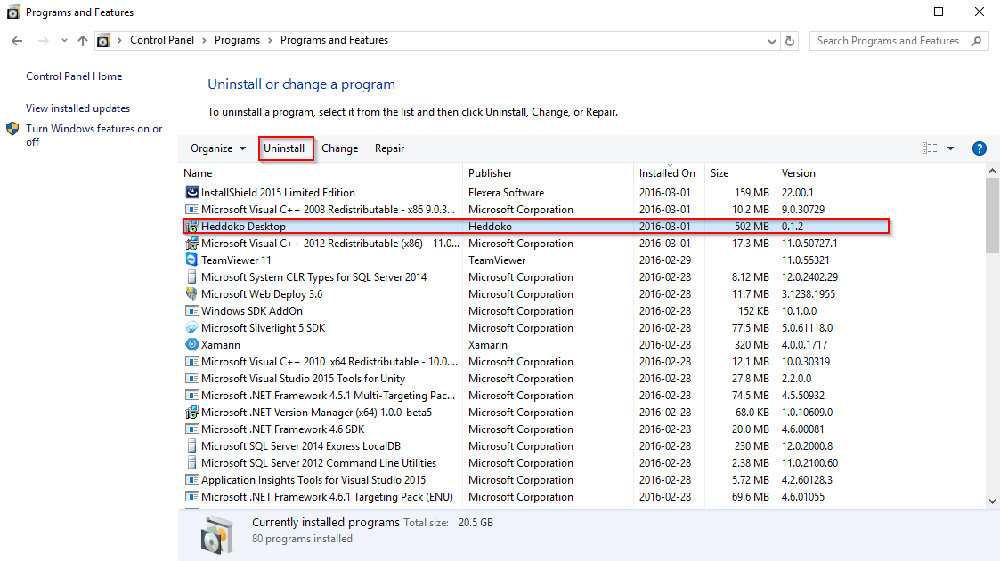 Programs and Features
Control Panel > Programs > Programs and Features
Search Programs and Features
Control Panel Home
View installed updates
Turn Windows features on or
off
Uninstall or change a program
To uninstall a program, select it from the list and then click Uninstall, Change, or Repair.
Organize Uninstall Change Repair
Name Publisher Installed On Size Version
InstallShield 2015 Limited Edition Flexera Software 2016-03-01 159 MB 22.00.1
Microsoft Visual C++ 2008 Redistributable - x86 9.0.3... Microsoft Corporation 2016-03-01 10.2 MB 9.0.30729
Heddoko Desktop Heddoko 2016-03-01 502 MB 0.1.2
Microsoft Visual C++ 2012 Redistributable (x86) - 11.0... Microsoft Corporation 2016-03-01 17.3 MB 11.0.50727.1
TeamViewer 11 TeamViewer 2016-02-29 11.0.55321
Microsoft System CLR Types for SQL Server 2014 Microsoft Corporation 2016-02-28 8.12 MB 12.0.2402.29
Microsoft Web Deploy 3.6 Microsoft Corporation 2016-02-28 11.7 MB 3.1238.1955
Windows SDK AddOn Microsoft Corporation 2016-02-28 152 KB 10.1.0.0
Microsoft Silverlight 5 SDK Microsoft Corporation 2016-02-28 77.5 MB 5.0.61118.0
Xamarin Xamarin 2016-02-28 320 MB 4.0.0.1717
Microsoft Visual C++ 2010 x64 Redistributable - 10.0.... Microsoft Corporation 2016-02-28 12.1 MB 10.0.30319
Microsoft Visual Studio 2015 Tools for Unity Microsoft Corporation 2016-02-28 27.8 MB 2.2.0.0
Microsoft .NET Framework 4.5.1 Multi-Targeting Pac... Microsoft Corporation 2016-02-28 74.5 MB 4.5.50932
Microsoft .NET Version Manager (x64) 1.0.0-beta5 Microsoft Corporation 2016-02-28 68.0 KB 1.0.10609.0
Microsoft .NET Framework 4.6 SDK Microsoft Corporation 2016-02-28 20.0 MB 4.6.00081
Microsoft SQL Server 2014 Express LocalDB Microsoft Corporation 2016-02-28 230 MB 12.0.2000.8
Microsoft SQL Server 2012 Command Line Utilities Microsoft Corporation 2016-02-28 2.38 MB 11.0.2100.60
Application Insights Tools for Visual Studio 2015 Microsoft Corporation 2016-02-28 5.72 MB 4.2.60128.3
Microsoft .NET Framework 4.6.1 Targeting Pack (ENU) Microsoft Corporation 2016-02-28 69.6 MB 4.6.01055
Currently installed programs Total size: 20.5 GB
80 programs installed